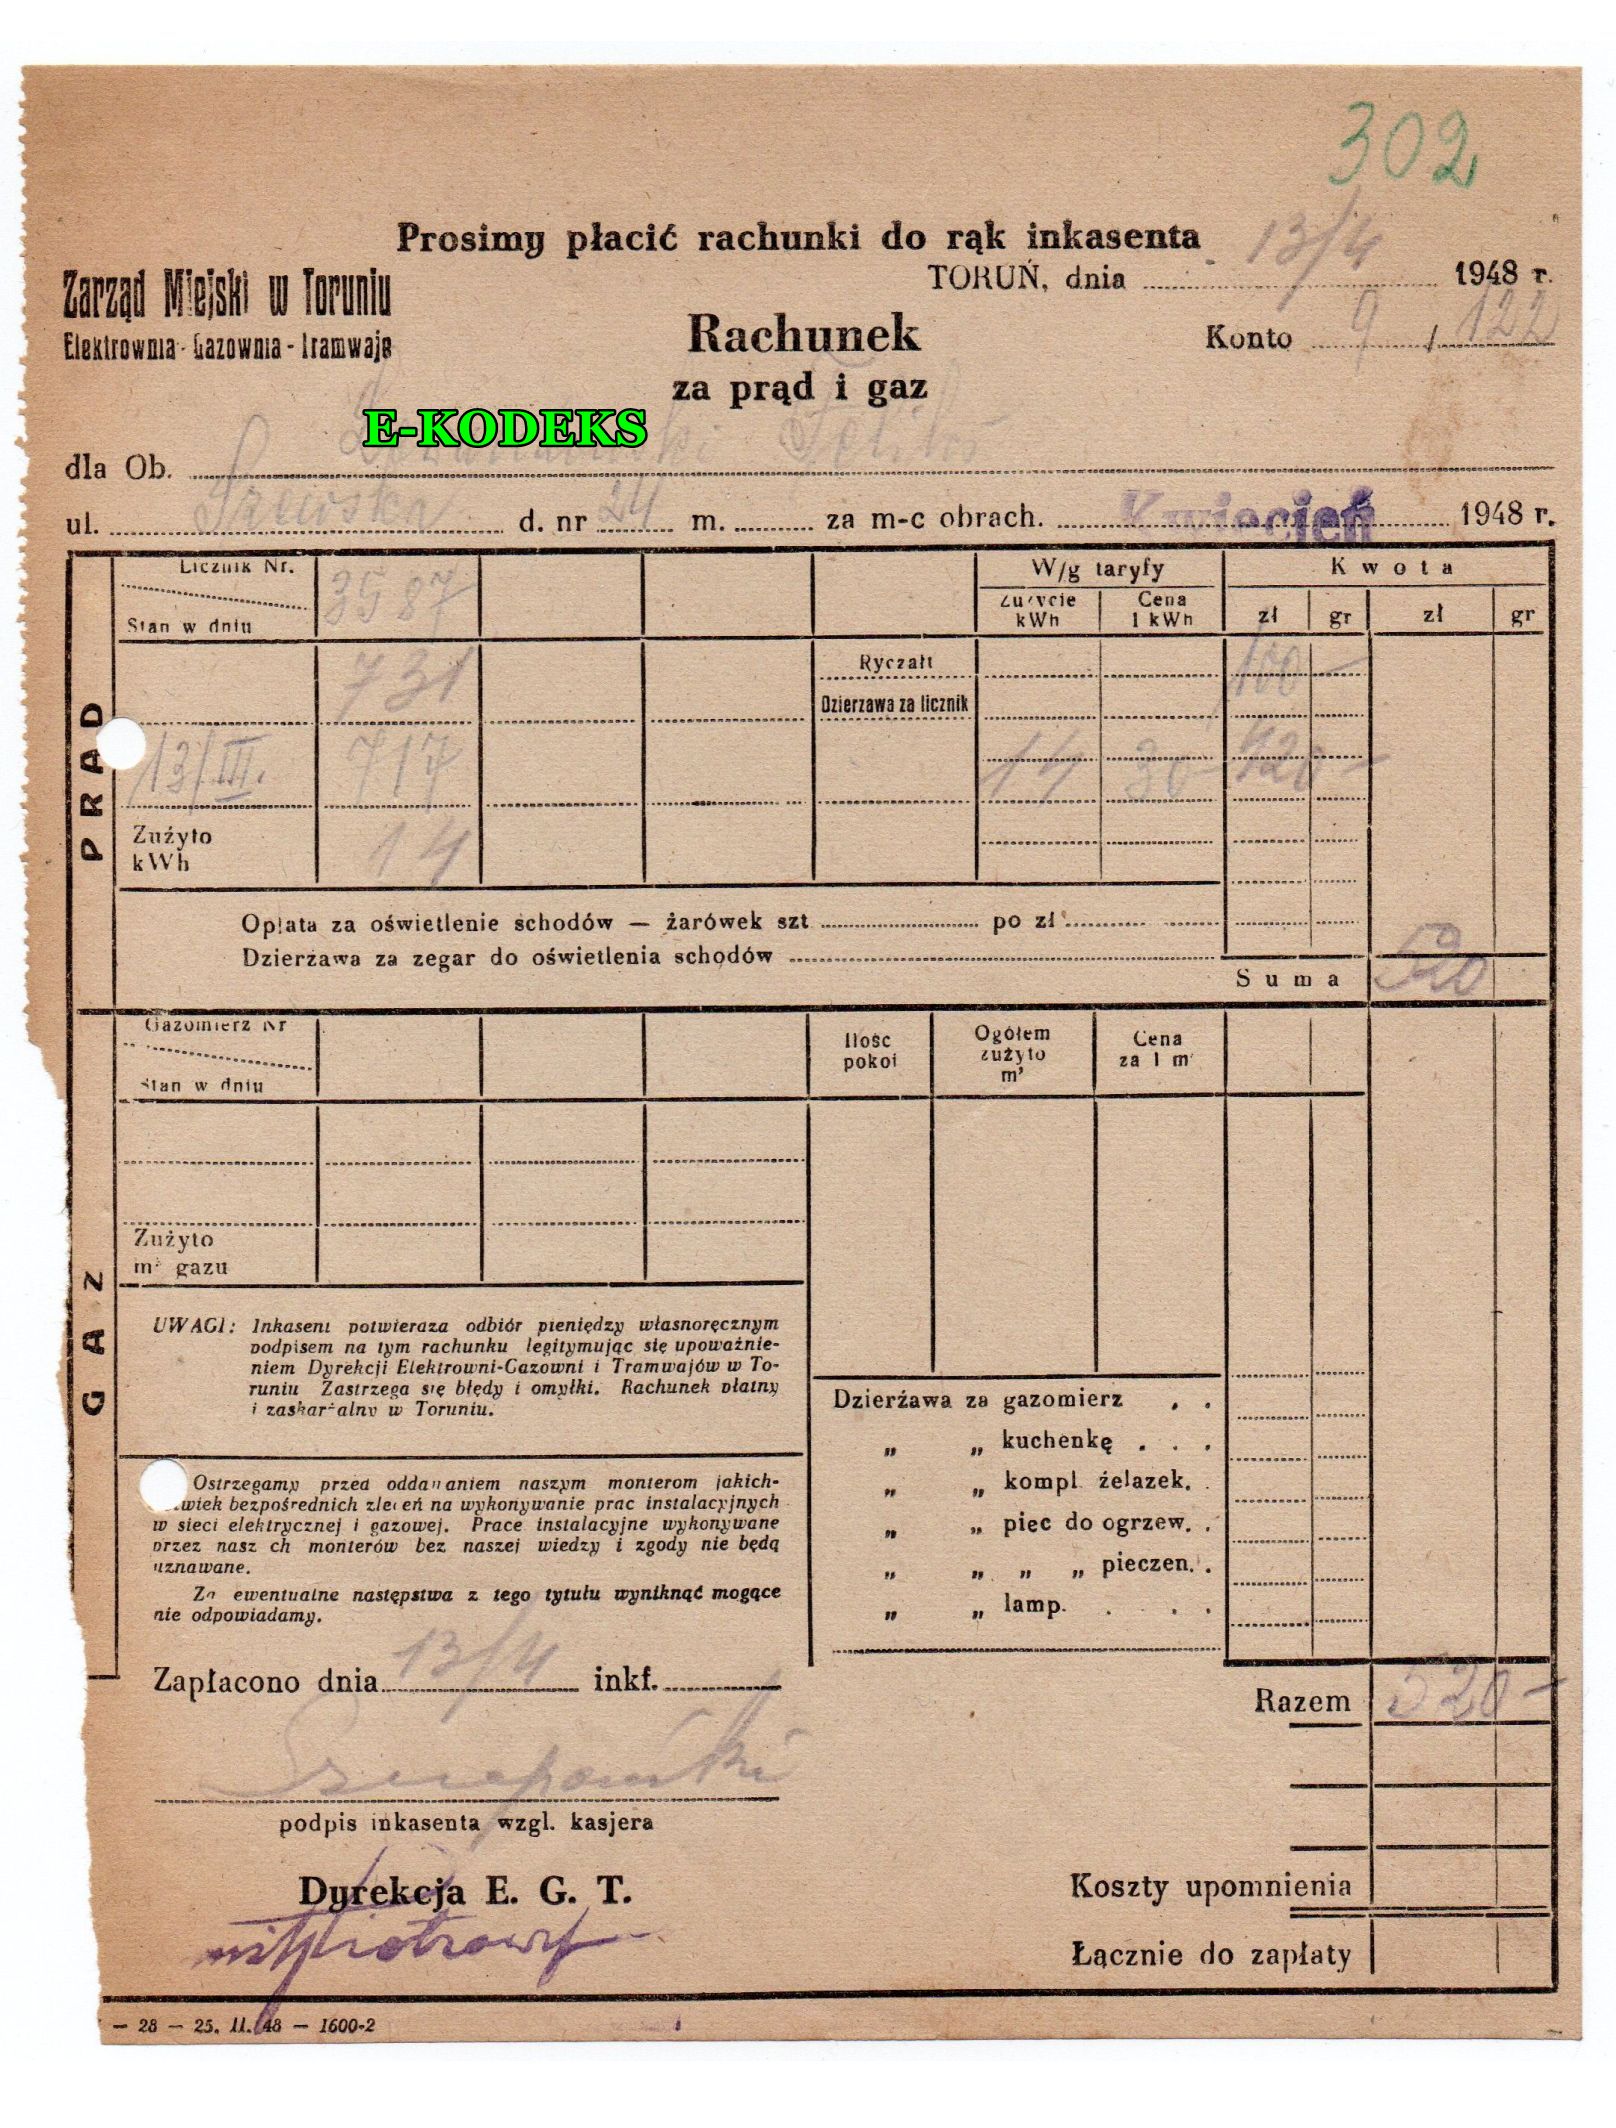 302
Prosimy płacić rachunki do rąk inkasenta
Zarząd Miejski w Toruniu
TORUŃ, dnia 13/4 1948 r.
Elektrownia - Gazownia - Tramwaje
Rachunek
Konto 9 / 122
za prąd i gaz
E-KODEKS
dla Ob.
ul. Szewska d. nr 24 m. za m-c obrach. Kwiecień 1948 r.
PRĄD
Licznik Nr. 3587 W/g taryfy Kwota
Stan w dniu Zużycie kWh Cena 1 kWh zł gr zł gr
731 Ryczałt 100 —
Dzierzawa za licznik
13/III. 717 14 30 - 420 —
Zużyto
kWh 14
Opłata za oświetlenie schodów — żarówek szt po zł
Dzierżawa za zegar do oświetlenia schodów
Suma 520
GAZ
Gazomierz Nr Ilośc pokoi Ogółem zużyto m³ Cena za 1 m³
Stan w dniu
Zużyto
m³ gazu
UWAGI: Inkasent potwierdza odbiór pieniędzy własnoręcznym
podpisem na tym rachunku legitymując się upoważnie-
niem Dyrekcji Elektrowni-Gazowni i Tramwajów w To-
runiu Zastrzega się błędy i omyłki. Rachunek płatny
i zaskarżalny w Toruniu.
Dzierżawa za gazomierz . .
„ „ kuchenkę . . .
„ „ kompl. żelazek. .
„ „ piec do ogrzew. .
„ „ „ „ pieczen. .
„ „ lamp. . . .
Ostrzegamy przed oddawaniem naszym monterom jakich-
wiek bezpośrednich zleceń na wykonywanie prac instalacyjnych
w sieci elektrycznej i gazowej. Prace instalacyjne wykonywane
przez naszych monterów bez naszej wiedzy i zgody nie będą
uznawane.
Za ewentualne następstwa z tego tytułu wyniknąć mogące
nie odpowiadamy.
Zapłacono dnia 13/4 inkf.
Razem 520 —
podpis inkasenta wzgl. kasjera
Dyrekcja E. G. T.
Koszty upomnienia
Łącznie do zapłaty
— 28 — 25. II. 48 — 1600-2